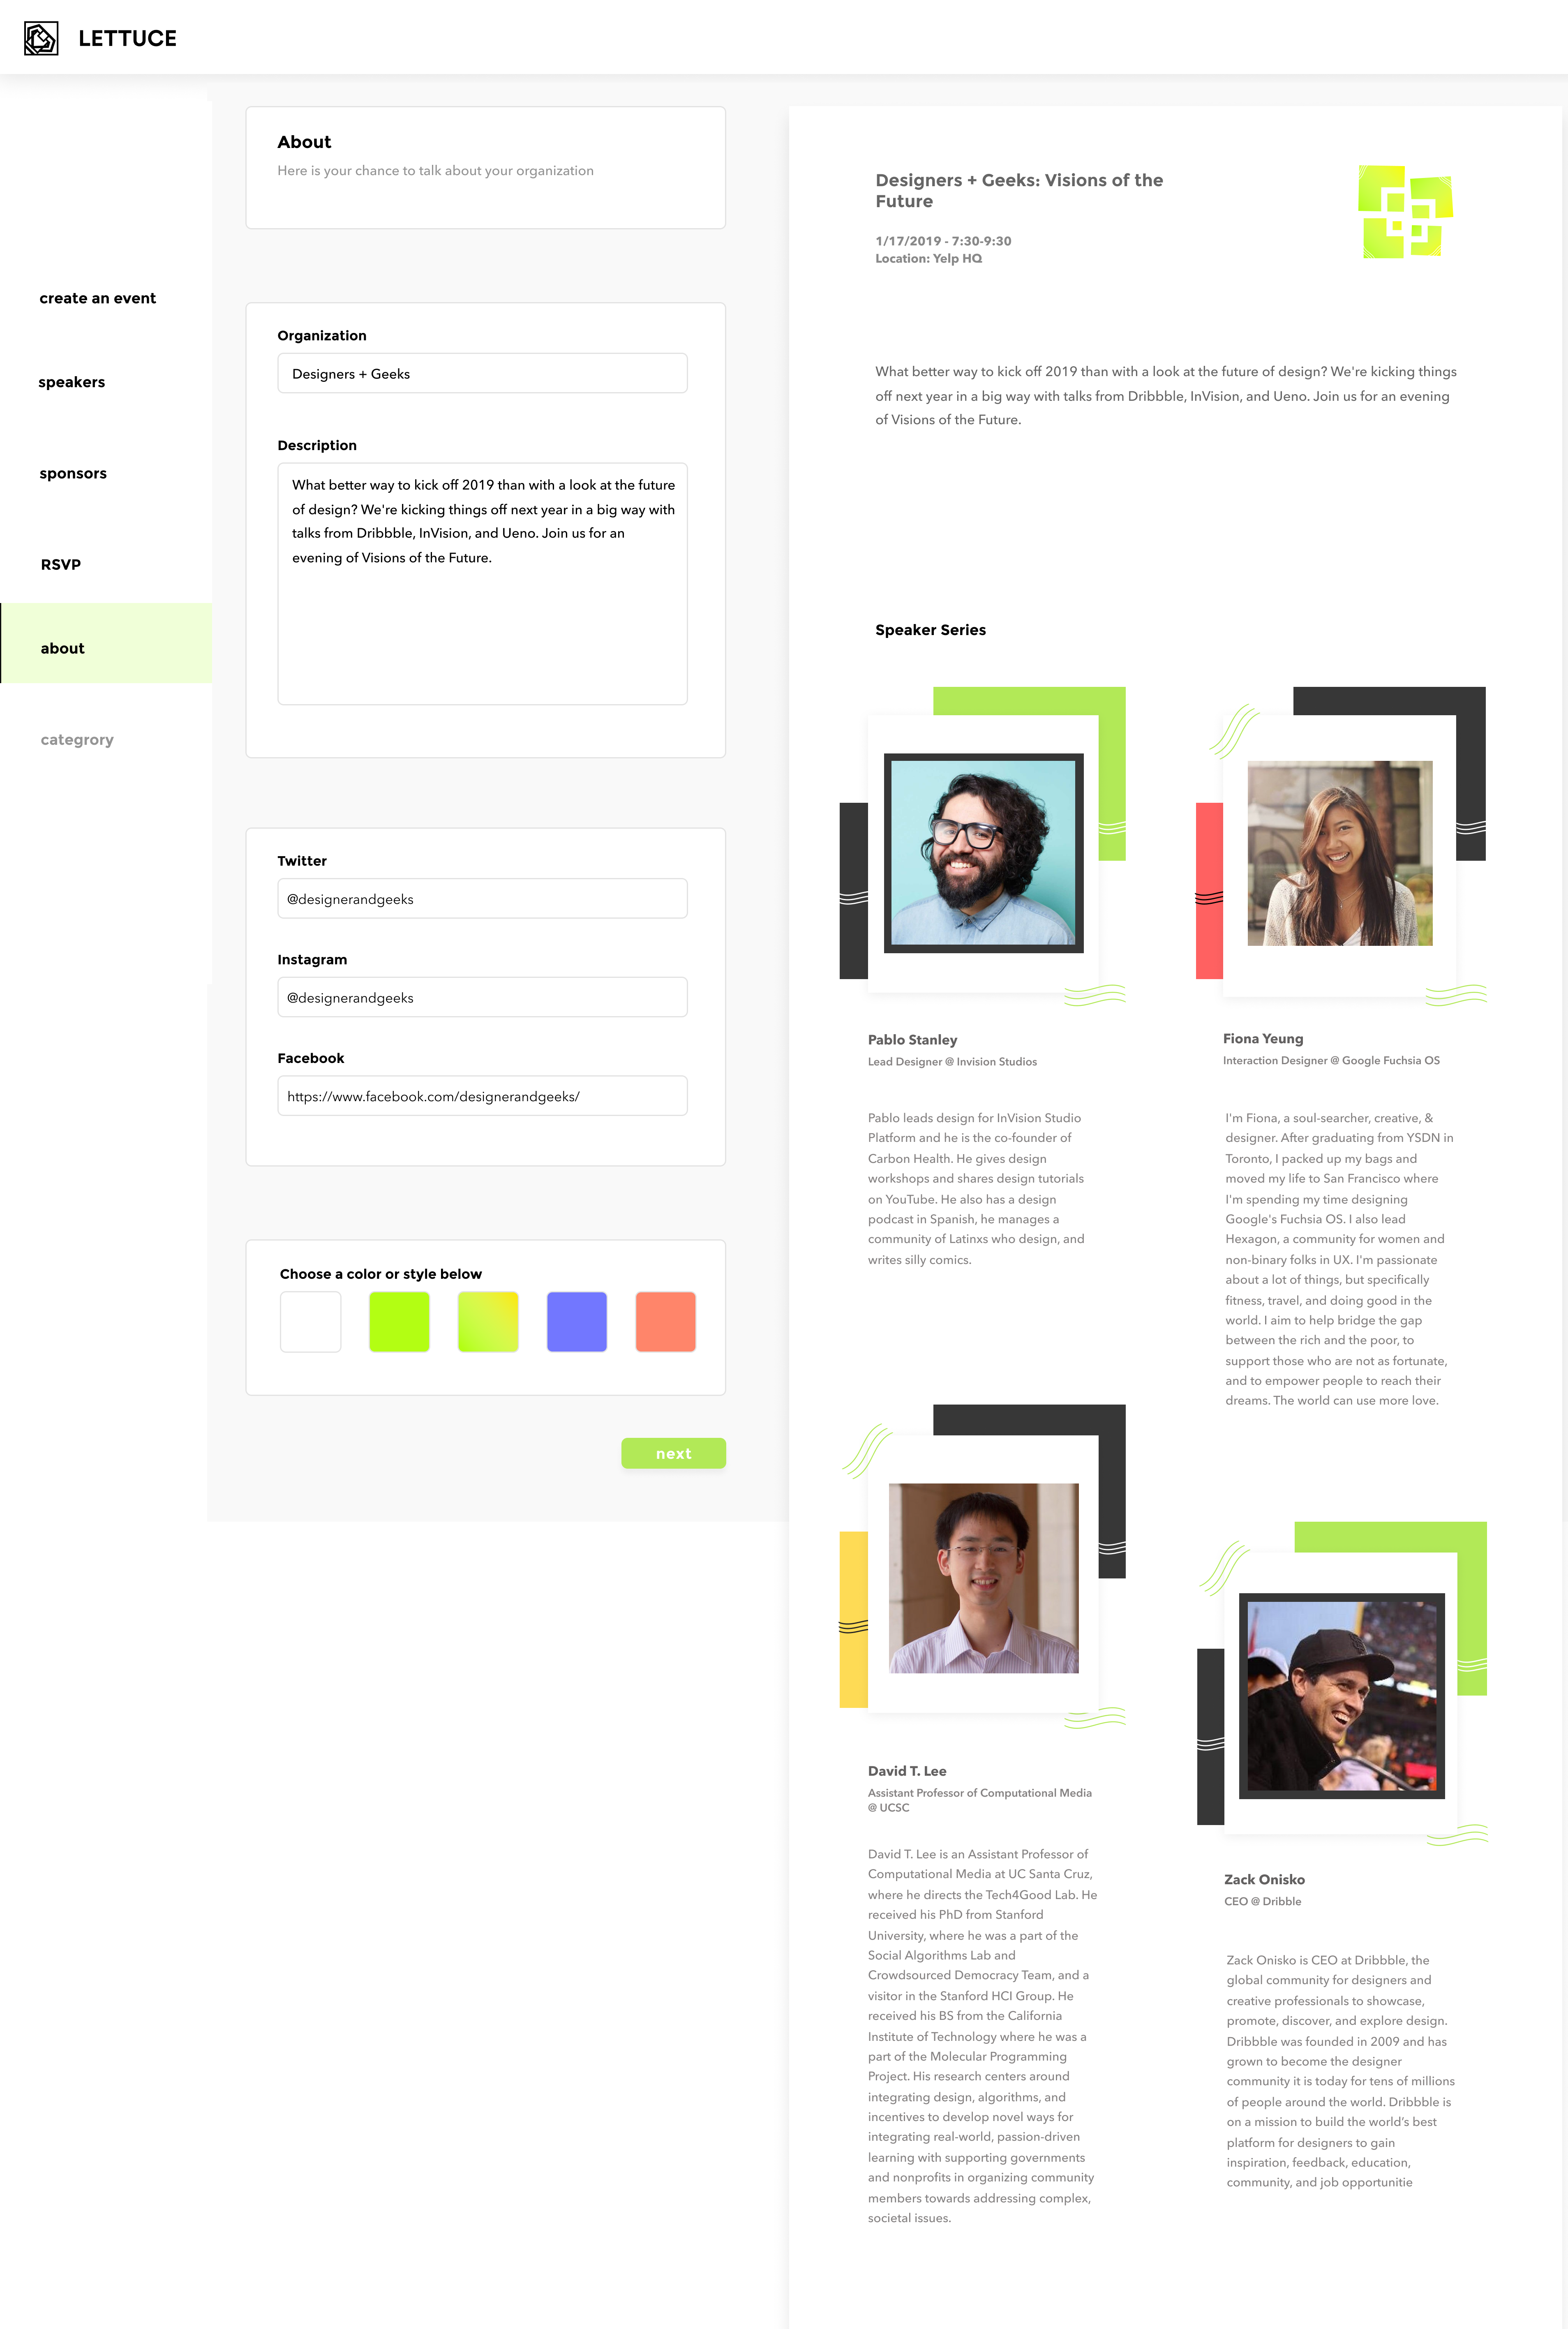 LETTUCE
create an event
speakers
sponsors
RSVP
about
categrory
About
Here is your chance to talk about your organization
Organization
Designers + Geeks
Description
What better way to kick off 2019 than with a look at the future
of design? We're kicking things off next year in a big way with
talks from Dribbble, InVision, and Ueno. Join us for an
evening of Visions of the Future.
Twitter
@designerandgeeks
Instagram
@designerandgeeks
Facebook
https://www.facebook.com/designerandgeeks/
Choose a color or style below
next
Designers + Geeks: Visions of the
Future
1/17/2019 - 7:30-9:30
Location: Yelp HQ
What better way to kick off 2019 than with a look at the future of design? We're kicking things
off next year in a big way with talks from Dribbble, InVision, and Ueno. Join us for an evening
of Visions of the Future.
Speaker Series
Pablo Stanley
Lead Designer @ Invision Studios
Pablo leads design for InVision Studio
Platform and he is the co-founder of
Carbon Health. He gives design
workshops and shares design tutorials
on YouTube. He also has a design
podcast in Spanish, he manages a
community of Latinxs who design, and
writes silly comics.
Fiona Yeung
Interaction Designer @ Google Fuchsia OS
I'm Fiona, a soul-searcher, creative, &
designer. After graduating from YSDN in
Toronto, I packed up my bags and
moved my life to San Francisco where
I'm spending my time designing
Google's Fuchsia OS. I also lead
Hexagon, a community for women and
non-binary folks in UX. I'm passionate
about a lot of things, but specifically
fitness, travel, and doing good in the
world. I aim to help bridge the gap
between the rich and the poor, to
support those who are not as fortunate,
and to empower people to reach their
dreams. The world can use more love.
David T. Lee
Assistant Professor of Computational Media
@ UCSC
David T. Lee is an Assistant Professor of
Computational Media at UC Santa Cruz,
where he directs the Tech4Good Lab. He
received his PhD from Stanford
University, where he was a part of the
Social Algorithms Lab and
Crowdsourced Democracy Team, and a
visitor in the Stanford HCI Group. He
received his BS from the California
Institute of Technology where he was a
part of the Molecular Programming
Project. His research centers around
integrating design, algorithms, and
incentives to develop novel ways for
integrating real-world, passion-driven
learning with supporting governments
and nonprofits in organizing community
members towards addressing complex,
societal issues.
Zack Onisko
CEO @ Dribble
Zack Onisko is CEO at Dribbble, the
global community for designers and
creative professionals to showcase,
promote, discover, and explore design.
Dribbble was founded in 2009 and has
grown to become the designer
community it is today for tens of millions
of people around the world. Dribbble is
on a mission to build the world’s best
platform for designers to gain
inspiration, feedback, education,
community, and job opportunitie